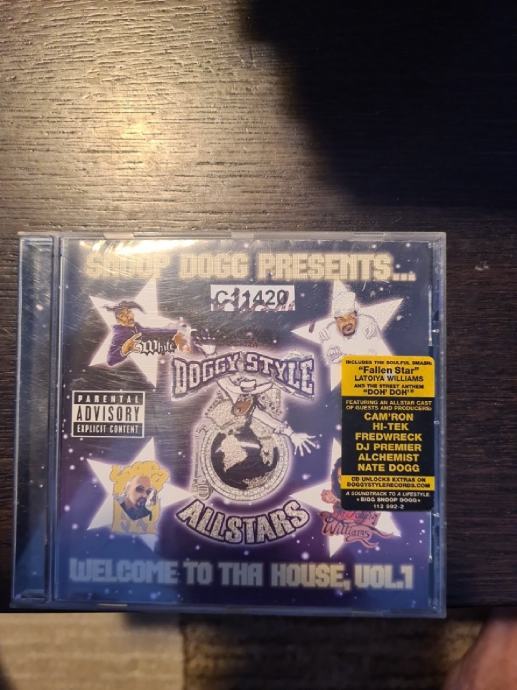 SNOOP DOGG PRESENTS...
C11420
DOGGY STYLE
ALLSTARS
WELCOME TO THA HOUSE, VOL.1
PARENTAL
ADVISORY
EXPLICIT CONTENT
INCLUDES THE SOULFUL SMASH
"Fallen Star"
LATOIYA WILLIAMS
AND THE STREET ANTHEM
"DOH' DOH'"
FEATURING AN ALLSTAR CAST
OF GUESTS AND PRODUCERS:
CAM'RON
HI-TEK
FREDWRECK
DJ PREMIER
ALCHEMIST
NATE DOGG
CD UNLOCKS EXTRAS ON
DOGGYSTYLERECORDS.COM
A SOUNDTRACK TO A LIFESTYLE
•BIGG SNOOP DOGG•
113 992-2
Williams